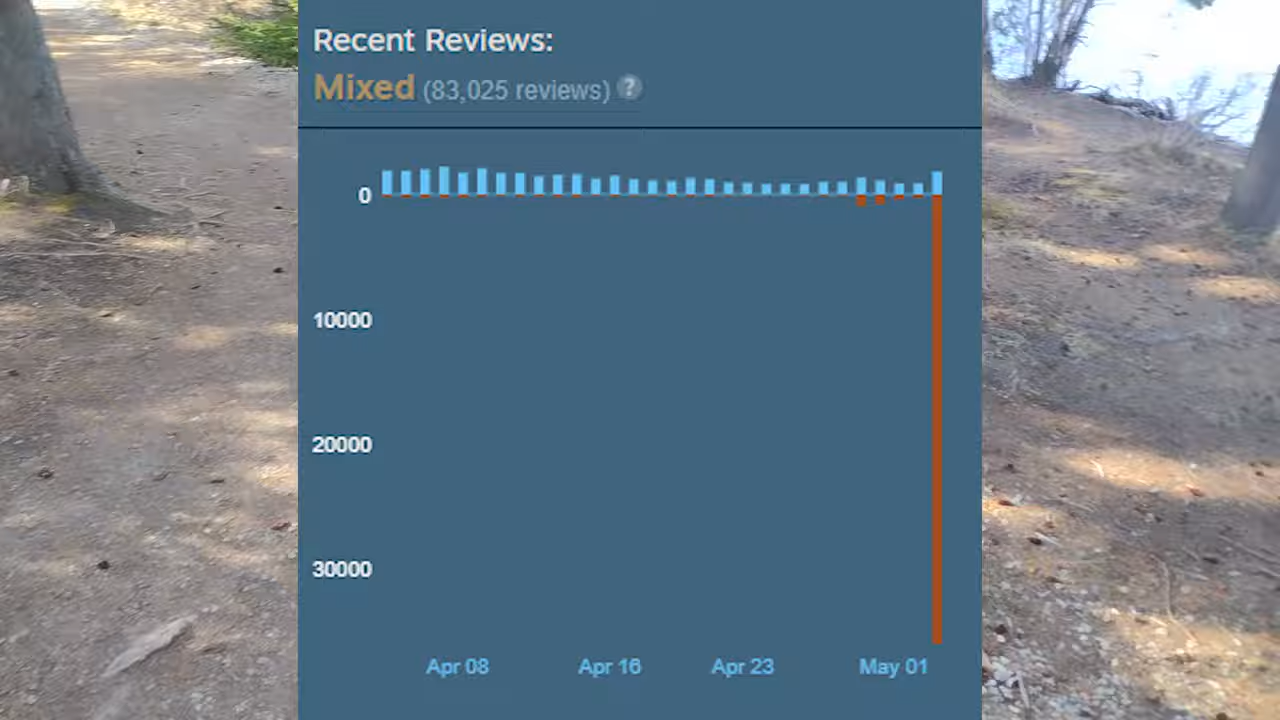 Recent Reviews:
Mixed (83,025 reviews) ?
0
10000
20000
30000
Apr 08 Apr 16 Apr 23 May 01